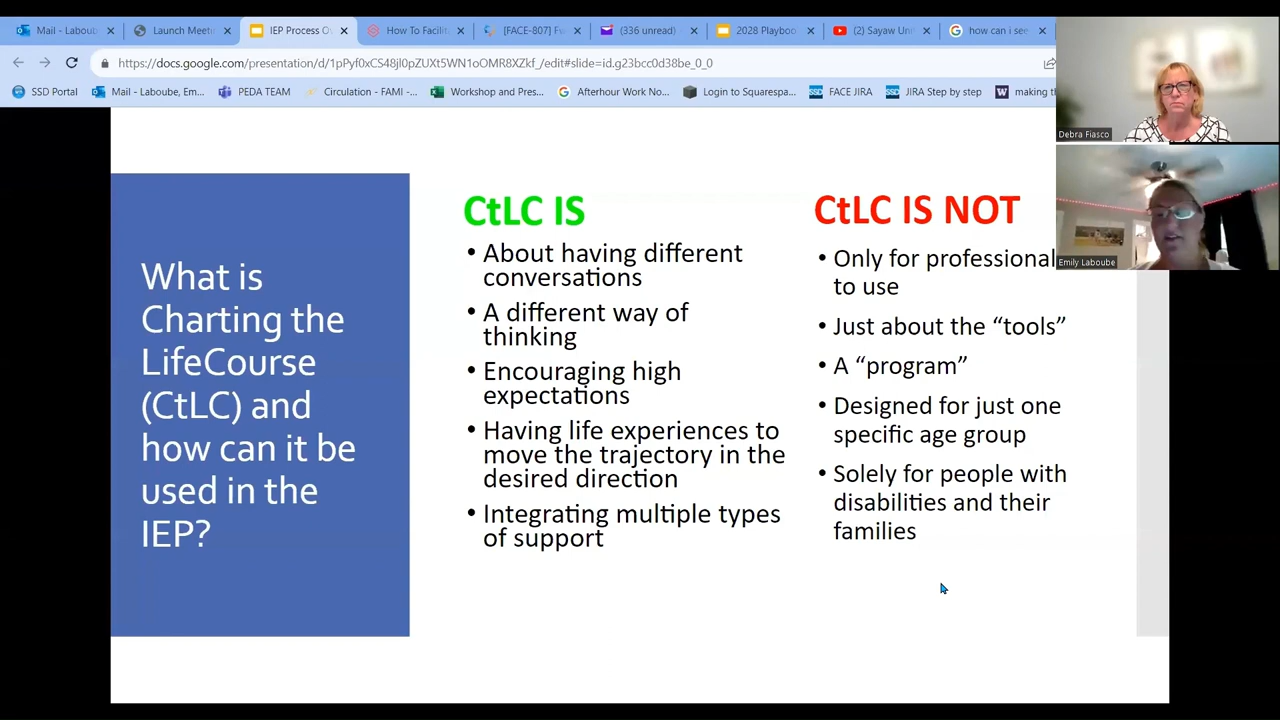 Mail - Laboub
Launch Meeti
IEP Process O
How To Facilit
[FACE-807] Fw
(336 unread)
2028 Playboo
(2) Sayaw Un
how can i see
https://docs.google.com/presentation/d/1pPyf0xCS48jl0pZUXt5WN1oOMR8XZkf_/edit#slide=id.g23bcc0d38be_0_0
SSD Portal
Mail - Laboube, Em...
PEDA TEAM
Circulation - FAMI -...
Workshop and Pres...
Afterhour Work No...
Login to Squarespa...
SSD FACE JIRA
SSD JIRA Step by step
W making the
Debra Fiasco
Emily Laboube
What is
Charting the
LifeCourse
(CtLC) and
how can it be
used in the
IEP?
CtLC IS
• About having different
conversations
• A different way of
thinking
• Encouraging high
expectations
• Having life experiences to
move the trajectory in the
desired direction
• Integrating multiple types
of support
CtLC IS NOT
• Only for professional
to use
• Just about the “tools”
• A “program”
• Designed for just one
specific age group
• Solely for people with
disabilities and their
families